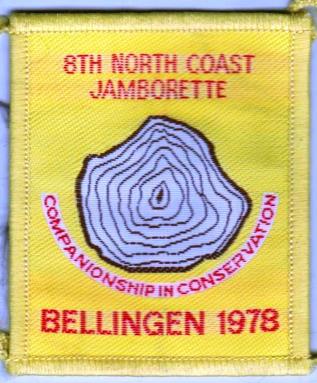 8TH NORTH COAST
JAMBORETTE
COMPANIONSHIP IN CONSERVATION
BELLINGEN 1978